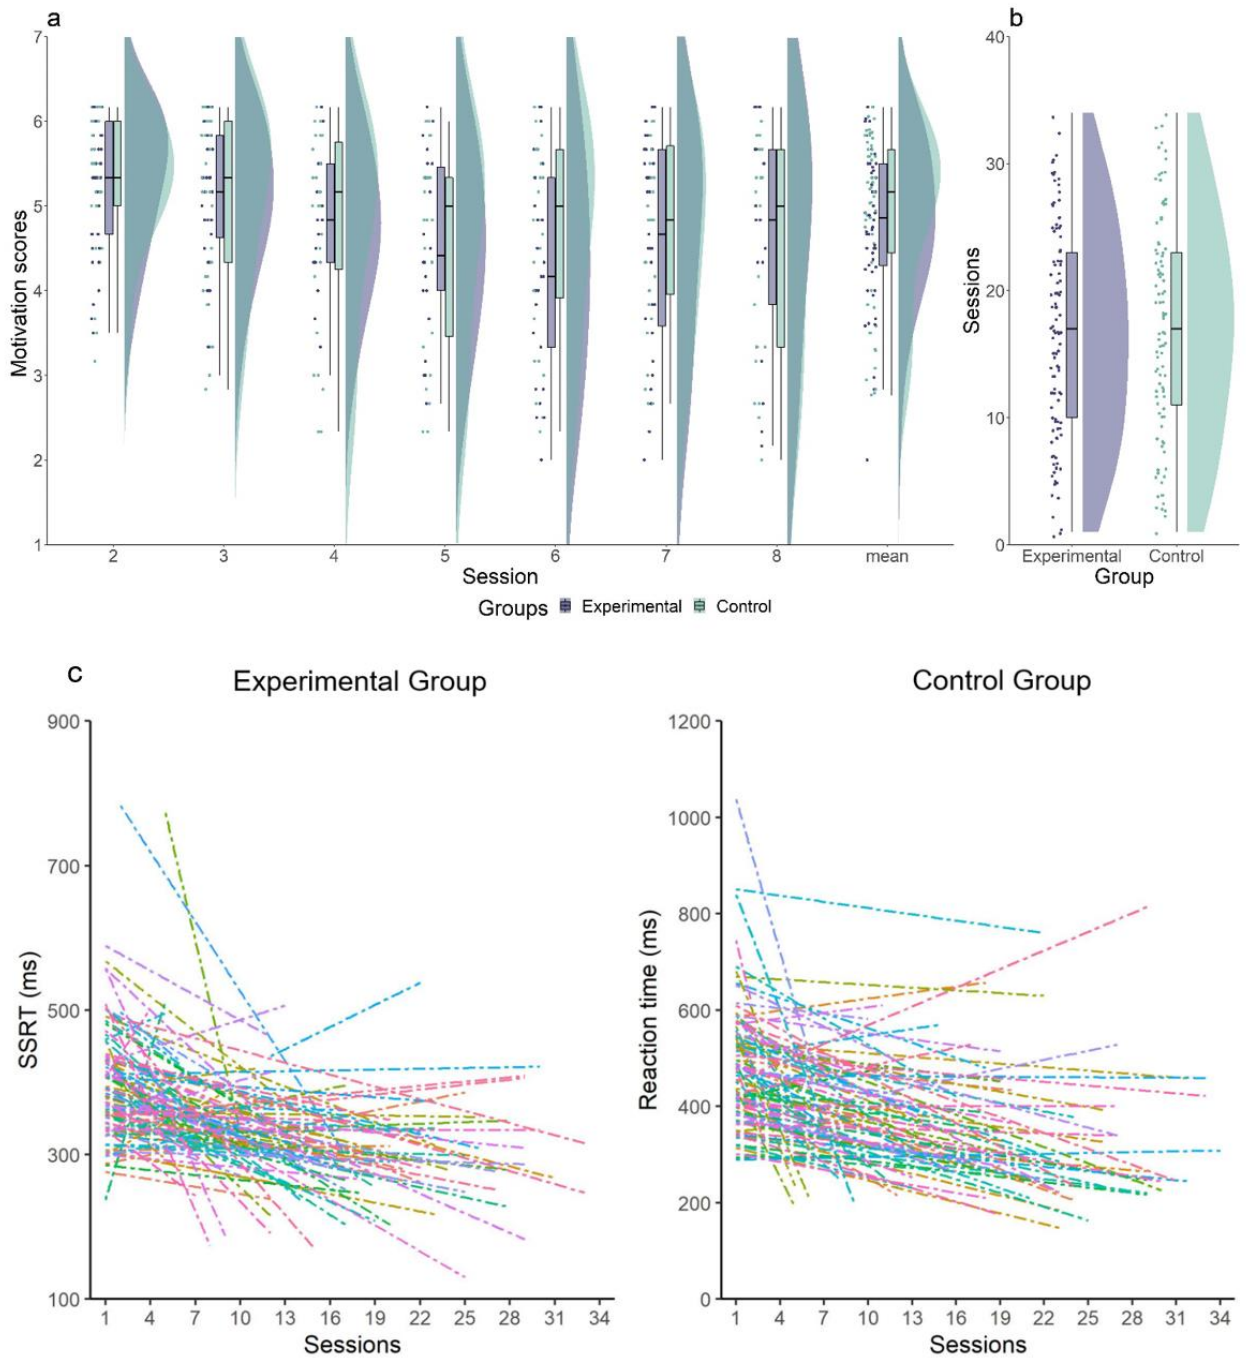 a
7
6
5
4
3
2
1
Motivation scores
2 3 4 5 6 7 8 mean
Session
Groups Experimental Control
b
40
30
20
10
0
Sessions
Experimental Control
Group
c
Experimental Group
900
700
500
300
100
SSRT (ms)
1 4 7 10 13 16 19 22 25 28 31 34
Sessions
Control Group
1200
1000
800
600
400
200
0
Reaction time (ms)
1 4 7 10 13 16 19 22 25 28 31 34
Sessions